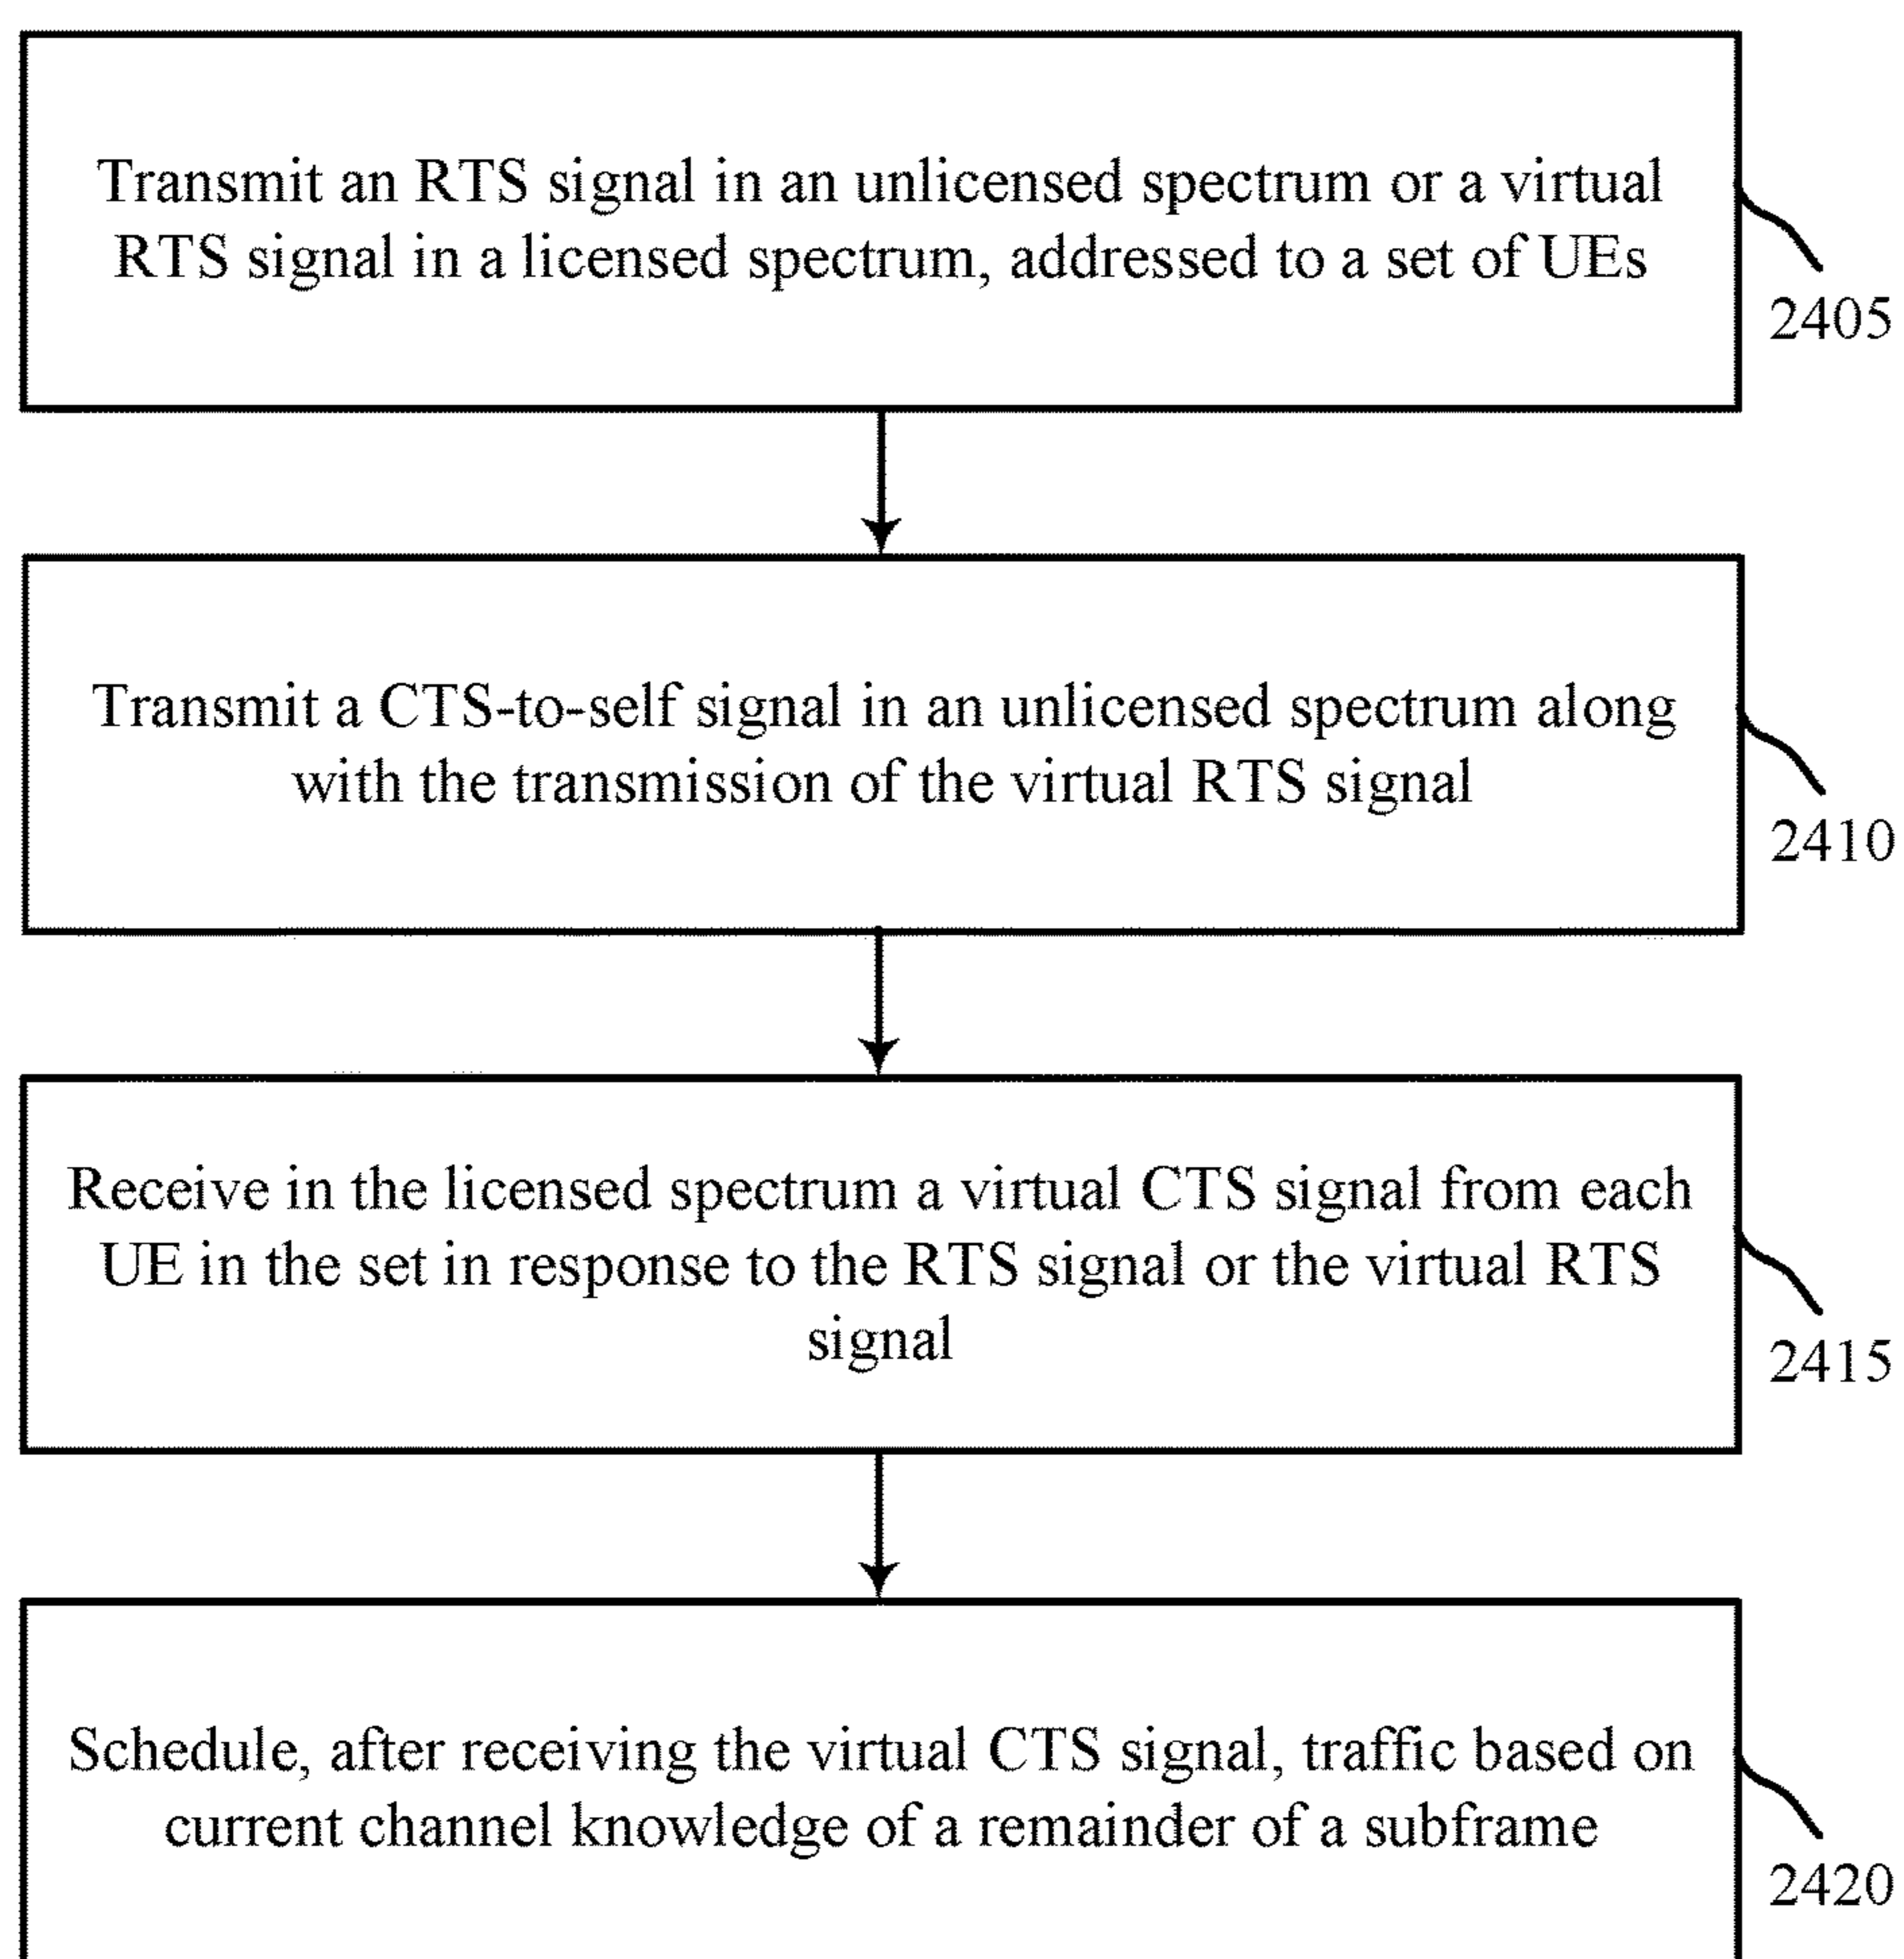 Transmit an RTS signal in an unlicensed spectrum or a virtual
RTS signal in a licensed spectrum, addressed to a set of UEs
2405
Transmit a CTS-to-self signal in an unlicensed spectrum along
with the transmission of the virtual RTS signal
2410
Receive in the licensed spectrum a virtual CTS signal from each
UE in the set in response to the RTS signal or the virtual RTS
signal
2415
Schedule, after receiving the virtual CTS signal, traffic based on
current channel knowledge of a remainder of a subframe
2420